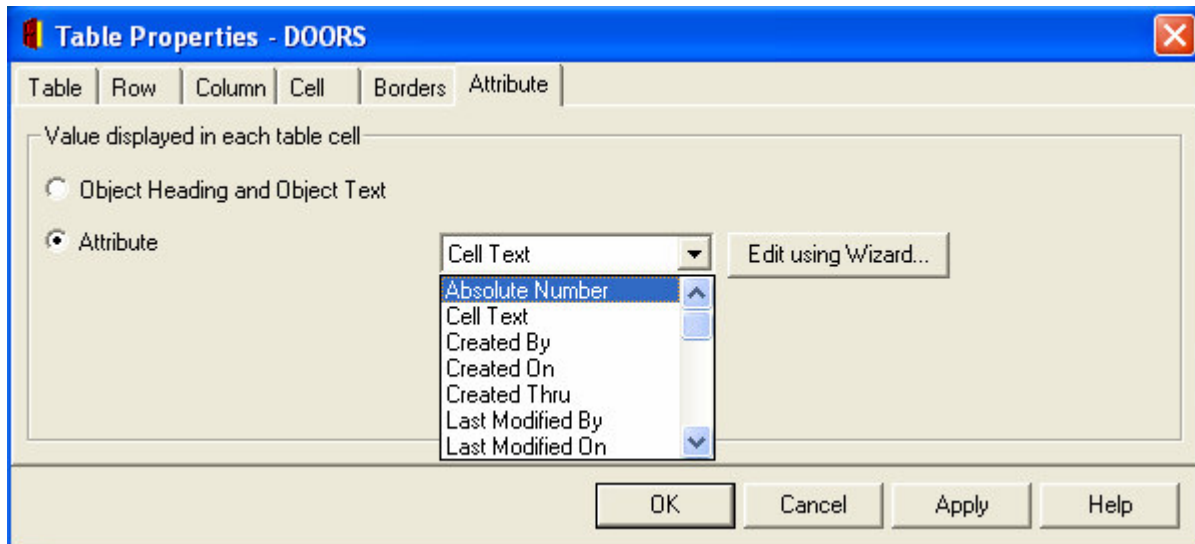 Table Properties - DOORS
Table Row Column Cell Borders Attribute
Value displayed in each table cell
Object Heading and Object Text
Attribute Cell Text Edit using Wizard...
Absolute Number
Cell Text
Created By
Created On
Created Thru
Last Modified By
Last Modified On
OK Cancel Apply Help